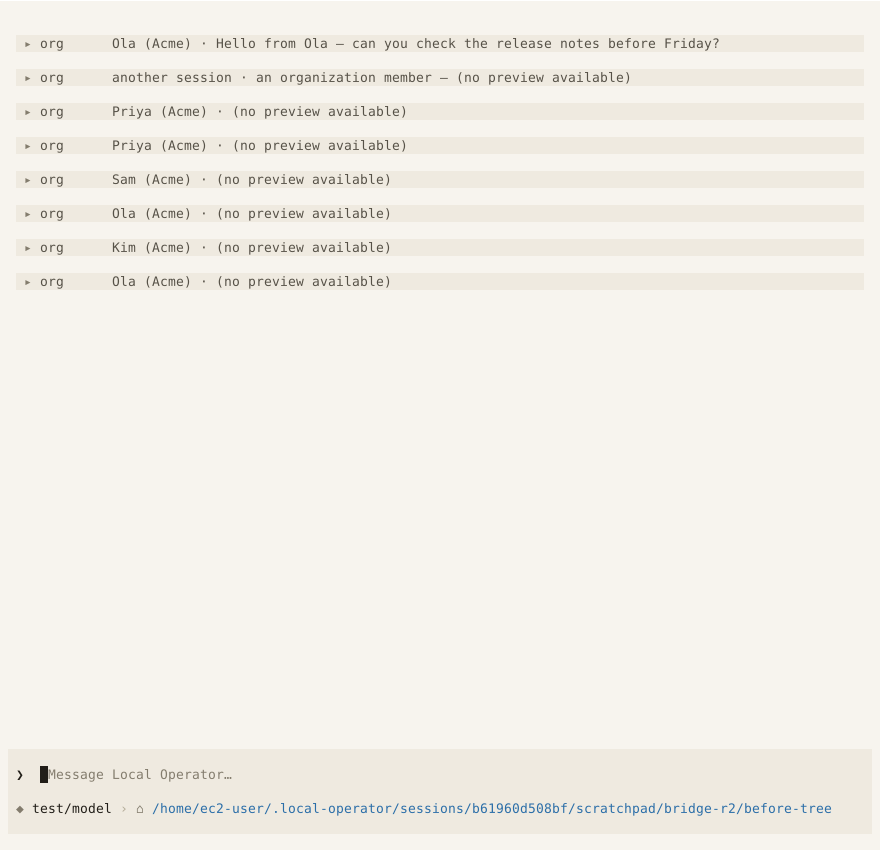 ▸ org      Ola (Acme) · Hello from Ola — can you check the release notes before Friday?
▸ org      another session · an organization member — (no preview available)
▸ org      Priya (Acme) · (no preview available)
▸ org      Priya (Acme) · (no preview available)
▸ org      Sam (Acme) · (no preview available)
▸ org      Ola (Acme) · (no preview available)
▸ org      Kim (Acme) · (no preview available)
▸ org      Ola (Acme) · (no preview available)
❯ Message Local Operator…
◆ test/model › ⌂ /home/ec2-user/.local-operator/sessions/b61960d508bf/scratchpad/bridge-r2/before-tree